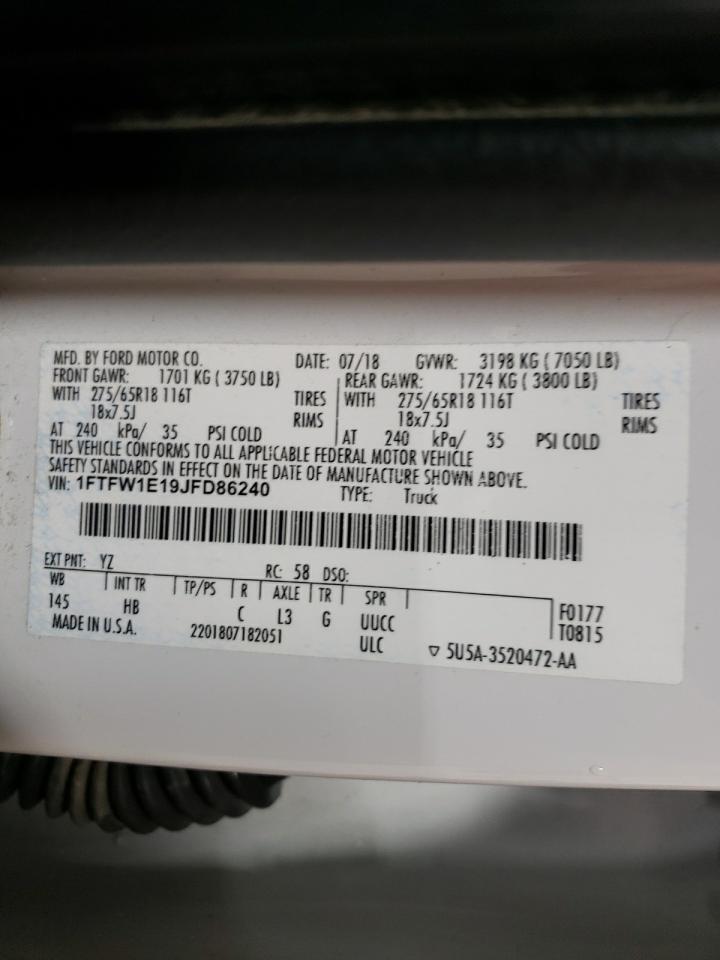 MFD. BY FORD MOTOR CO. DATE: 07/18 GVWR: 3198 KG ( 7050 LB)
FRONT GAWR: 1701 KG ( 3750 LB) REAR GAWR: 1724 KG ( 3800 LB)
WITH 275/65R18 116T TIRES WITH 275/65R18 116T TIRES
18x7.5J RIMS 18x7.5J RIMS
AT 240 kPa/ 35 PSI COLD AT 240 kPa/ 35 PSI COLD
THIS VEHICLE CONFORMS TO ALL APPLICABLE FEDERAL MOTOR VEHICLE
SAFETY STANDARDS IN EFFECT ON THE DATE OF MANUFACTURE SHOWN ABOVE.
VIN: 1FTFW1E19JFD86240 TYPE: Truck
EXT PNT: YZ RC: 58 DSO:
WB INT TR TP/PS R AXLE TR SPR
145 HB C L3 G UUCC F0177
ULC T0815
MADE IN U.S.A. 2201807182051 ▽ 5U5A-3520472-AA